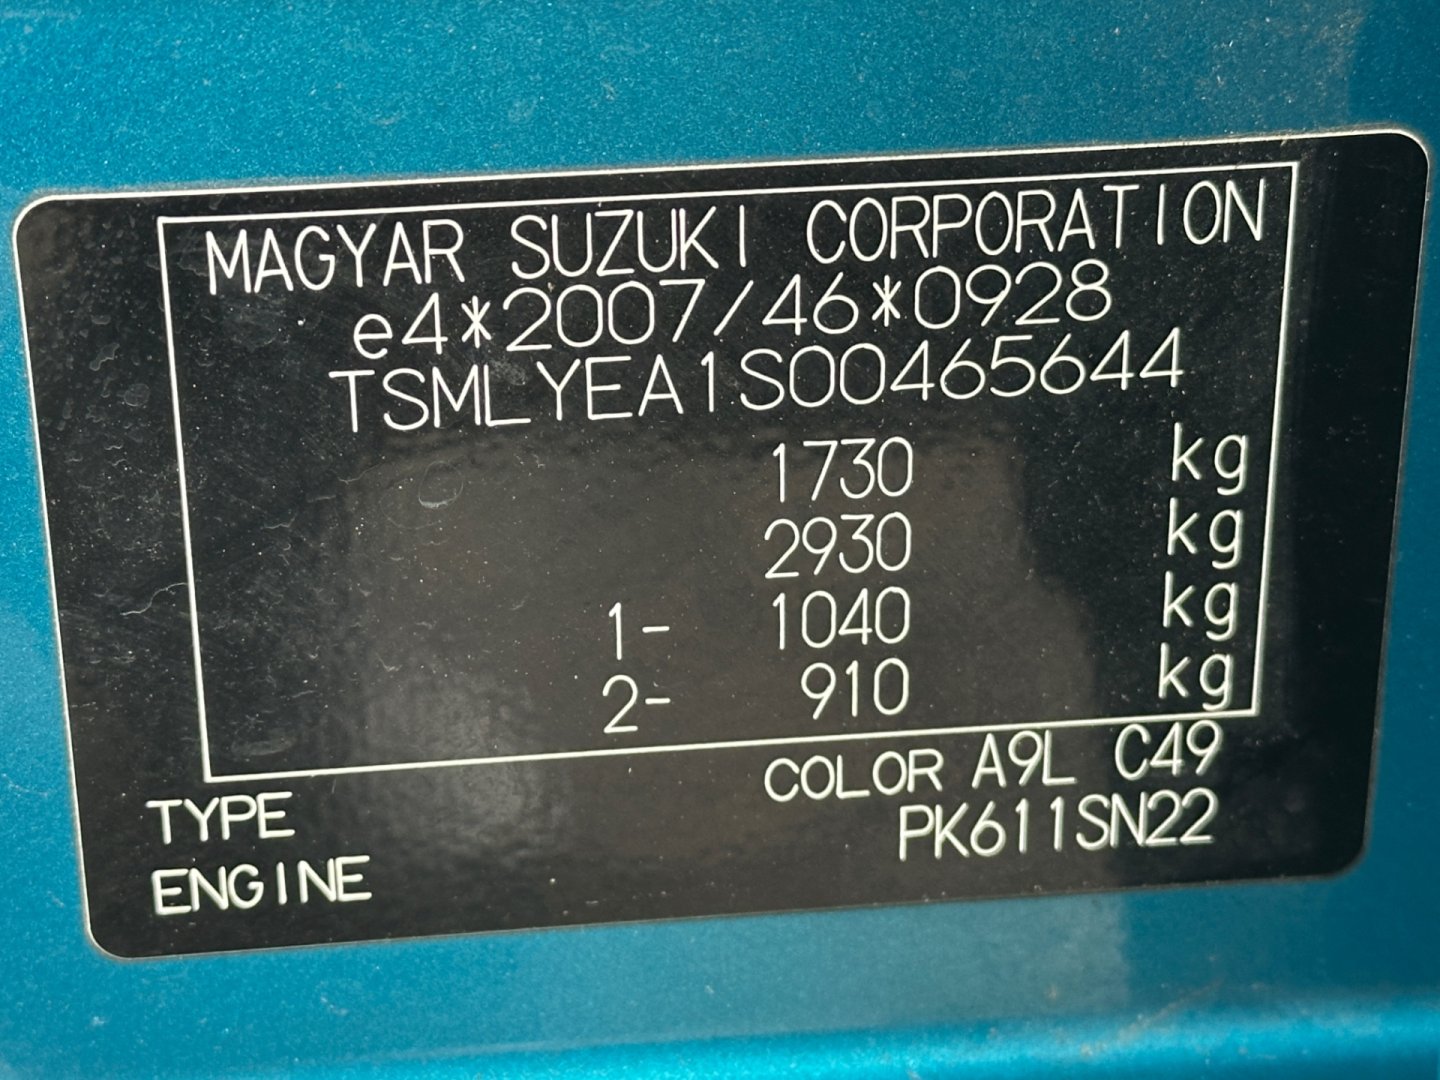 MAGYAR SUZUKI CORPORATION
e4*2007/46*0928
TSMLYEA1S00465644
1730 kg
2930 kg
1- 1040 kg
2- 910 kg
COLOR A9L C49
TYPE PK611SN22
ENGINE